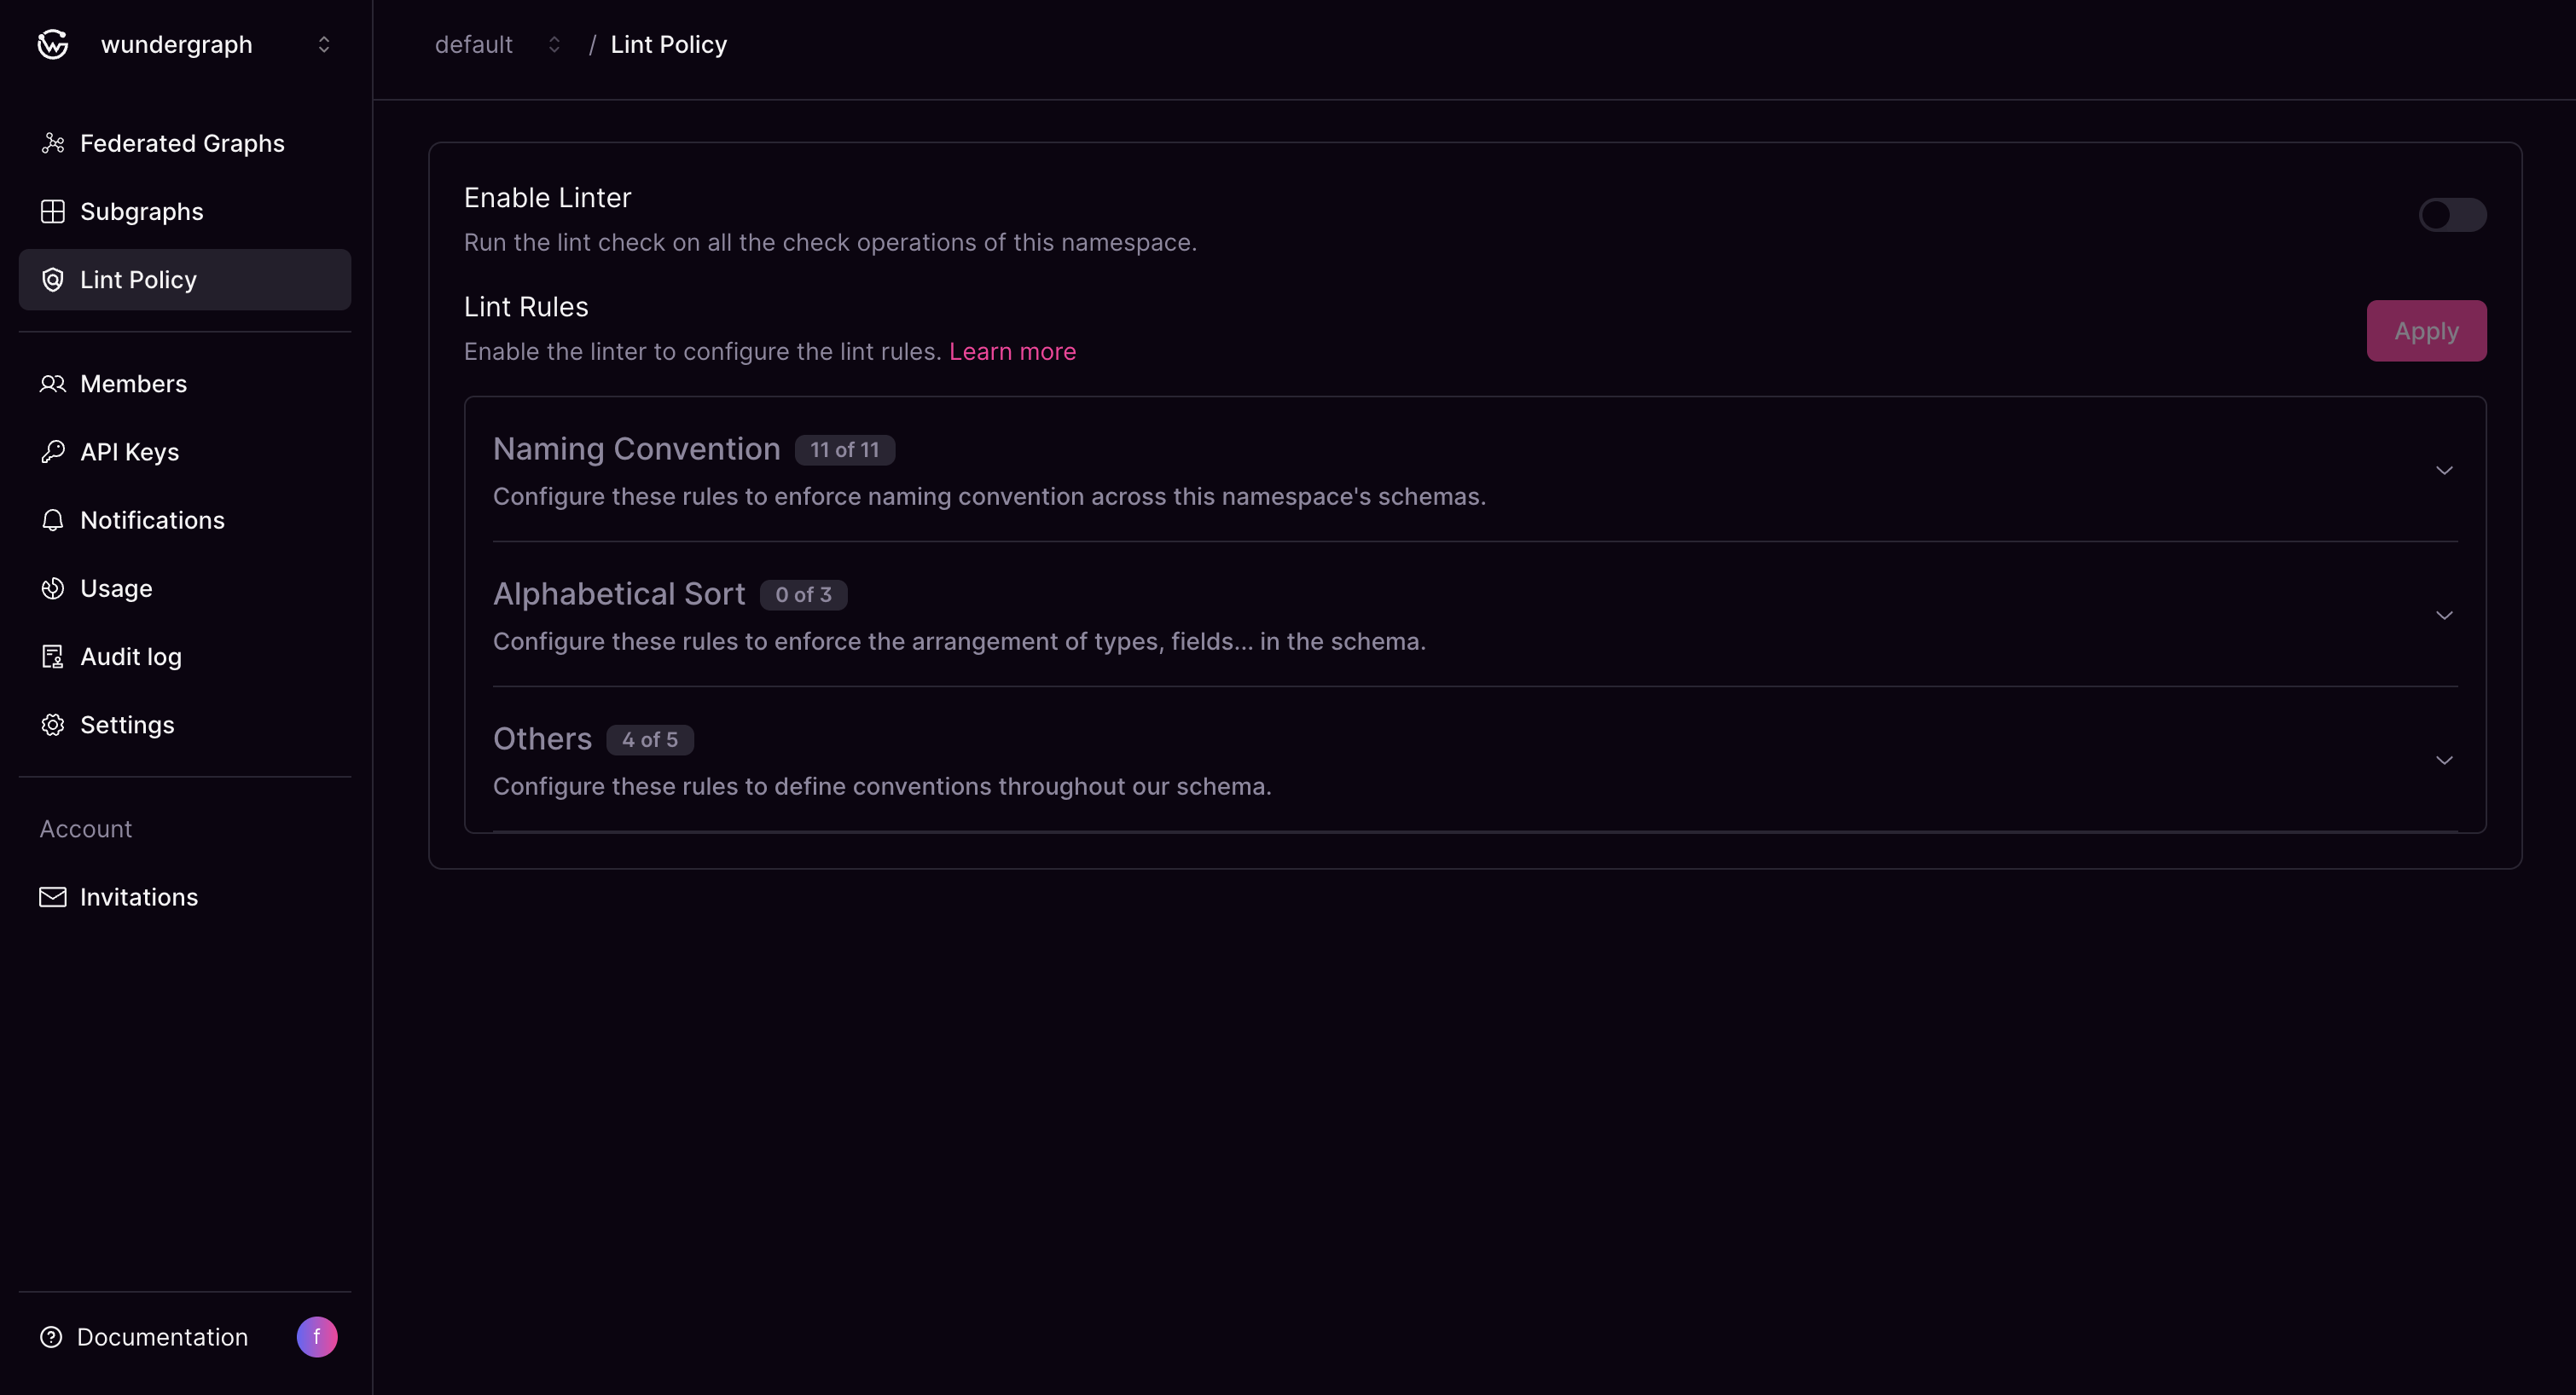 wundergraph
Federated Graphs
Subgraphs
Lint Policy
Members
API Keys
Notifications
Usage
Audit log
Settings
Account
Invitations
Documentation
f
default / Lint Policy
Enable Linter
Run the lint check on all the check operations of this namespace.
Lint Rules
Enable the linter to configure the lint rules. Learn more
Apply
Naming Convention 11 of 11
Configure these rules to enforce naming convention across this namespace's schemas.
Alphabetical Sort 0 of 3
Configure these rules to enforce the arrangement of types, fields... in the schema.
Others 4 of 5
Configure these rules to define conventions throughout our schema.